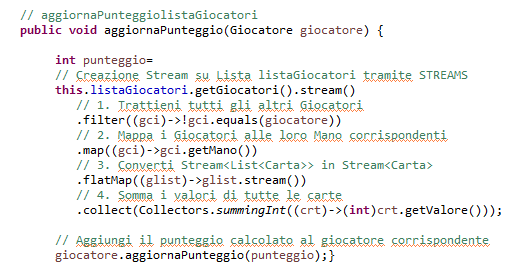 // aggiornaPunteggiolistaGiocatori
public void aggiornaPunteggio(Giocatore giocatore) {
int punteggio=
// Creazione Stream su Lista listaGiocatori tramite STREAMS
this.listaGiocatori.getGiocatori().stream()
// 1. Trattieni tutti gli altri Giocatori
.filter((gci)->!gci.equals(giocatore))
// 2. Mappa i Giocatori alle loro Mano corrispondenti
.map((gci)->gci.getMano())
// 3. Converti Stream<List<Carta>> in Stream<Carta>
.flatMap((glist)->glist.stream())
// 4. Somma i valori di tutte le carte
.collect(Collectors.summingInt((crt)->(int)crt.getValore()));
// Aggiungi il punteggio calcolato al giocatore corrispondente
giocatore.aggiornaPunteggio(punteggio);}